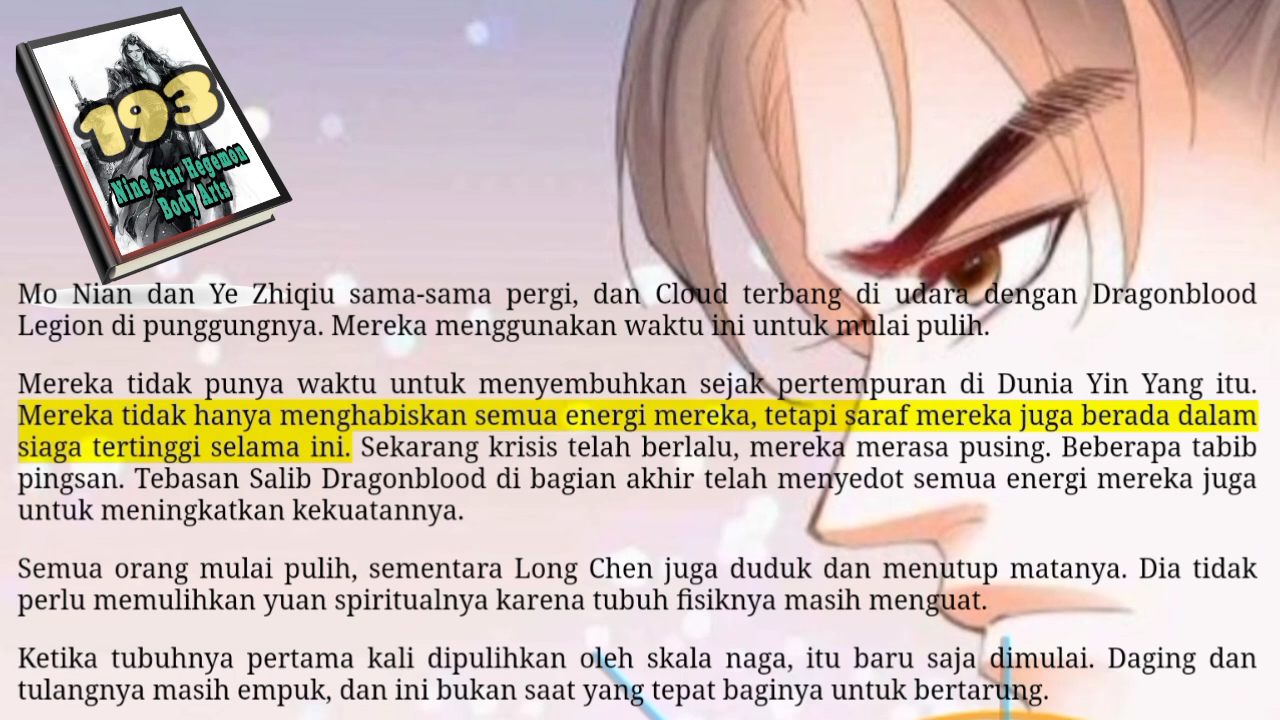 193
Nine Star Hegemon
Body Arts
Mo Nian dan Ye Zhiqiu sama-sama pergi, dan Cloud terbang di udara dengan Dragonblood
Legion di punggungnya. Mereka menggunakan waktu ini untuk mulai pulih.
Mereka tidak punya waktu untuk menyembuhkan sejak pertempuran di Dunia Yin Yang itu.
Mereka tidak hanya menghabiskan semua energi mereka, tetapi saraf mereka juga berada dalam
siaga tertinggi selama ini. Sekarang krisis telah berlalu, mereka merasa pusing. Beberapa tabib
pingsan. Tebasan Salib Dragonblood di bagian akhir telah menyedot semua energi mereka juga
untuk meningkatkan kekuatannya.
Semua orang mulai pulih, sementara Long Chen juga duduk dan menutup matanya. Dia tidak
perlu memulihkan yuan spiritualnya karena tubuh fisiknya masih menguat.
Ketika tubuhnya pertama kali dipulihkan oleh skala naga, itu baru saja dimulai. Daging dan
tulangnya masih empuk, dan ini bukan saat yang tepat baginya untuk bertarung.